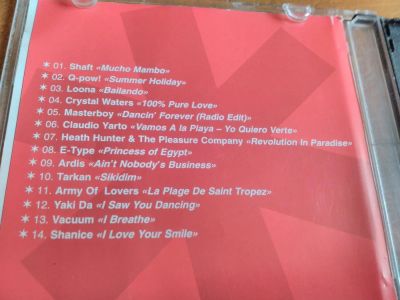 ✶ 01. Shaft «Mucho Mambo»
✶ 02. Q-pow! «Summer Holiday»
✶ 03. Loona «Bailando»
✶ 04. Crystal Waters «100% Pure Love»
✶ 05. Masterboy «Dancin' Forever (Radio Edit)»
✶ 06. Claudio Yarto «Vamos A la Playa – Yo Quiero Verte»
✶ 07. Heath Hunter & The Pleasure Company «Revolution In Paradise»
✶ 08. E-Type «Princess of Egypt»
✶ 09. Ardis «Ain't Nobody's Business»
✶ 10. Tarkan «Sikidim»
✶ 11. Army Of Lovers «La Plage De Saint Tropez»
✶ 12. Yaki Da «I Saw You Dancing»
✶ 13. Vacuum «I Breathe»
✶ 14. Shanice «I Love Your Smile»